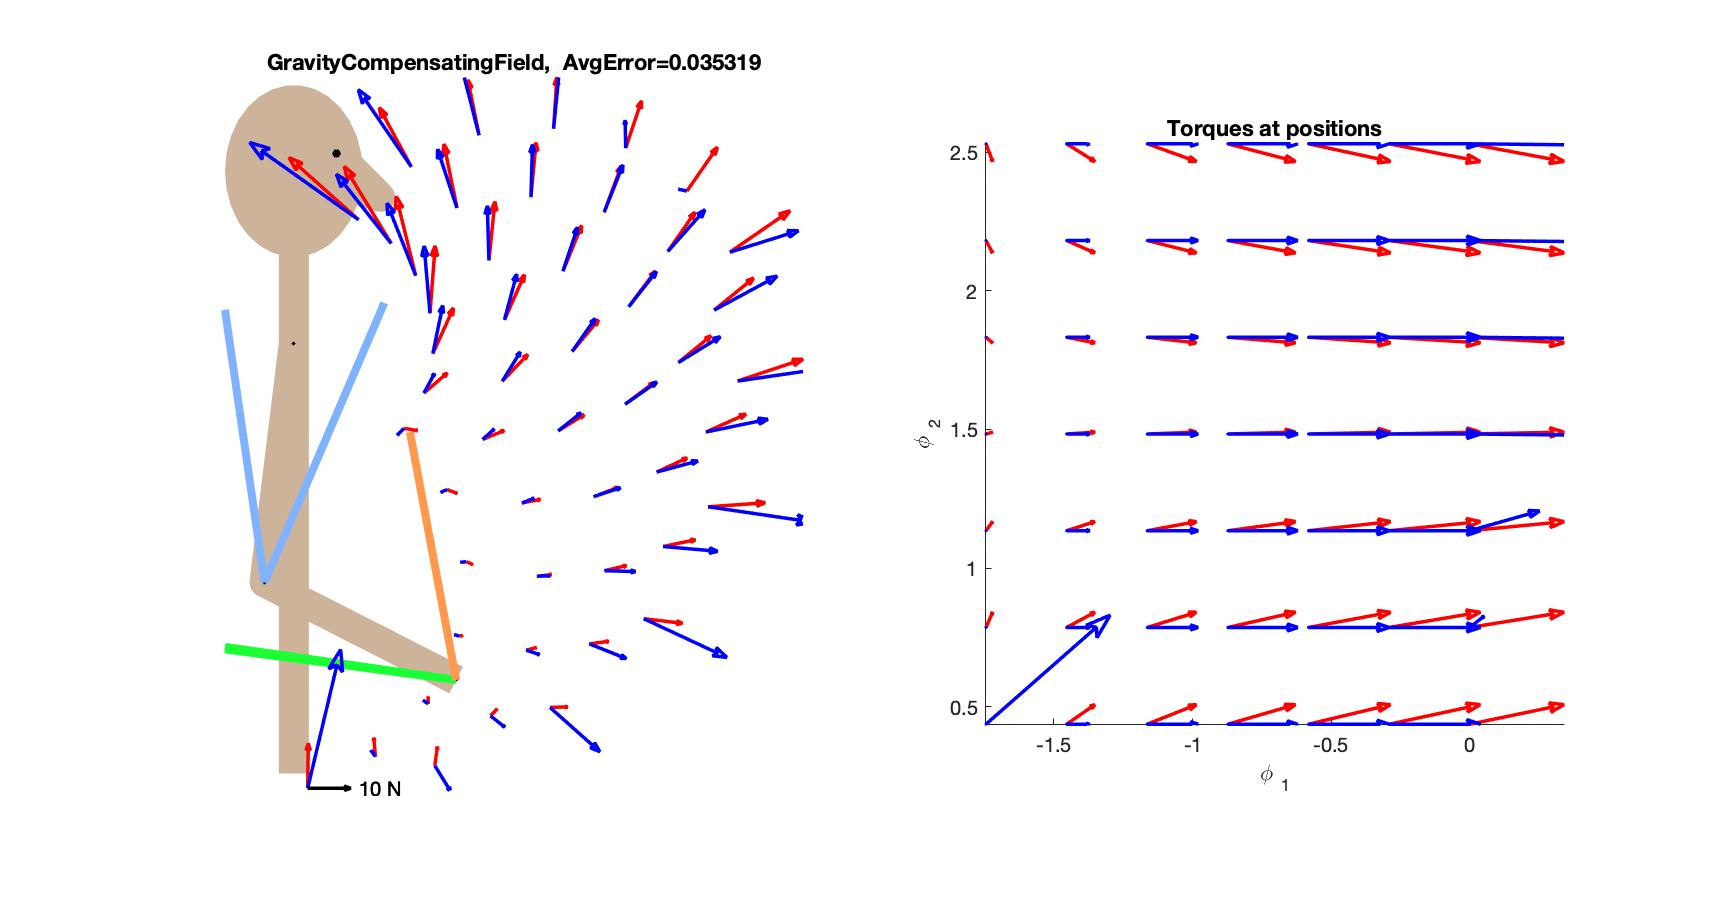 GravityCompensatingField, AvgError=0.035319
10 N
Torques at positions
2.5
2
1.5
1
0.5
ϕ 2
-1.5
-1
-0.5
0
ϕ 1